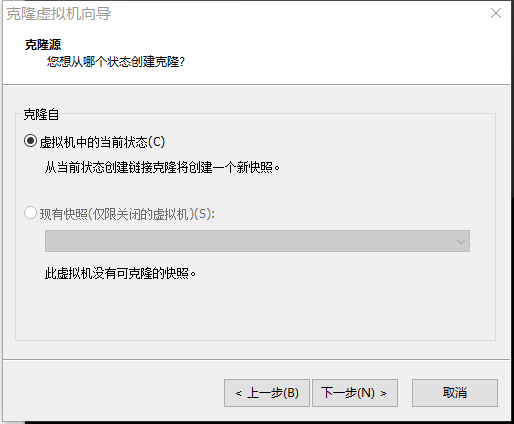 克隆虚拟机向导
克隆源
您想从哪个状态创建克隆?
克隆自
虚拟机中的当前状态(C)
从当前状态创建链接克隆将创建一个新快照。
现有快照(仅限关闭的虚拟机)(S):
此虚拟机没有可克隆的快照。
< 上一步(B) 下一步(N) > 取消